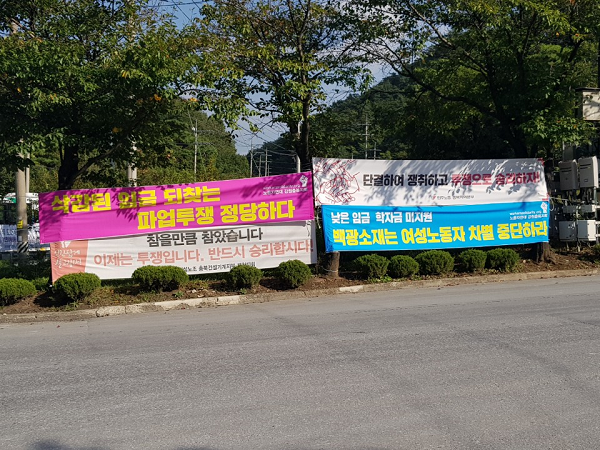 삭감된 임금 되찾는
파업투쟁 정당하다
참을만큼 참았습니다
이제는 투쟁입니다. 반드시 승리합시다
단결하여 쟁취하고 투쟁으로 승리하자!
낮은 임금 학자금 미지원
백광소재는 여성노동자 차별 중단하라